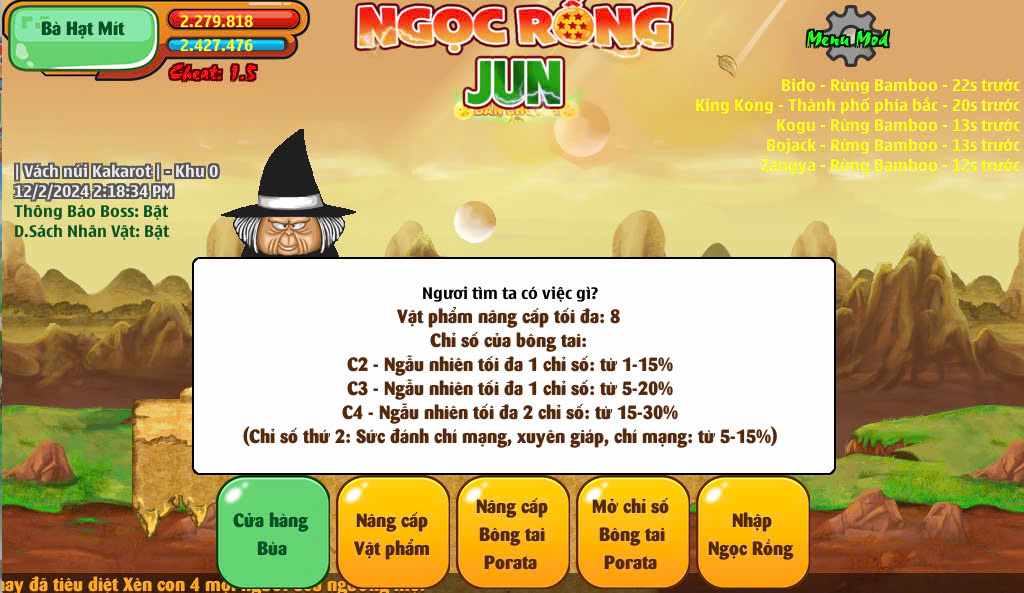 Bà Hạt Mít
2.279.818
2.427.476
Cheat: 1.5
NGỌC RỒNG
JUN
Menu Mod
Bido - Rừng Bamboo - 22s trước
King Kong - Thành phố phía bắc - 20s trước
Kogu - Rừng Bamboo - 13s trước
Bojack - Rừng Bamboo - 13s trước
Zangya - Rừng Bamboo - 12s trước
| Vách núi Kakarot | - Khu 0
12/2/2024 2:18:34 PM
Thông Báo Boss: Bật
D.Sách Nhân Vật: Bật
Ngươi tìm ta có việc gì?
Vật phẩm nâng cấp tối đa: 8
Chỉ số của bông tai:
C2 - Ngẫu nhiên tối đa 1 chỉ số: từ 1-15%
C3 - Ngẫu nhiên tối đa 1 chỉ số: từ 5-20%
C4 - Ngẫu nhiên tối đa 2 chỉ số: từ 15-30%
(Chỉ số thứ 2: Sức đánh chí mạng, xuyên giáp, chí mạng: từ 5-15%)
Cửa hàng
Bùa
Nâng cấp
Vật phẩm
Nâng cấp
Bông tai
Porata
Mở chỉ số
Bông tai
Porata
Nhập
Ngọc Rồng
đã tiêu diệt Xên con 4 mọi người